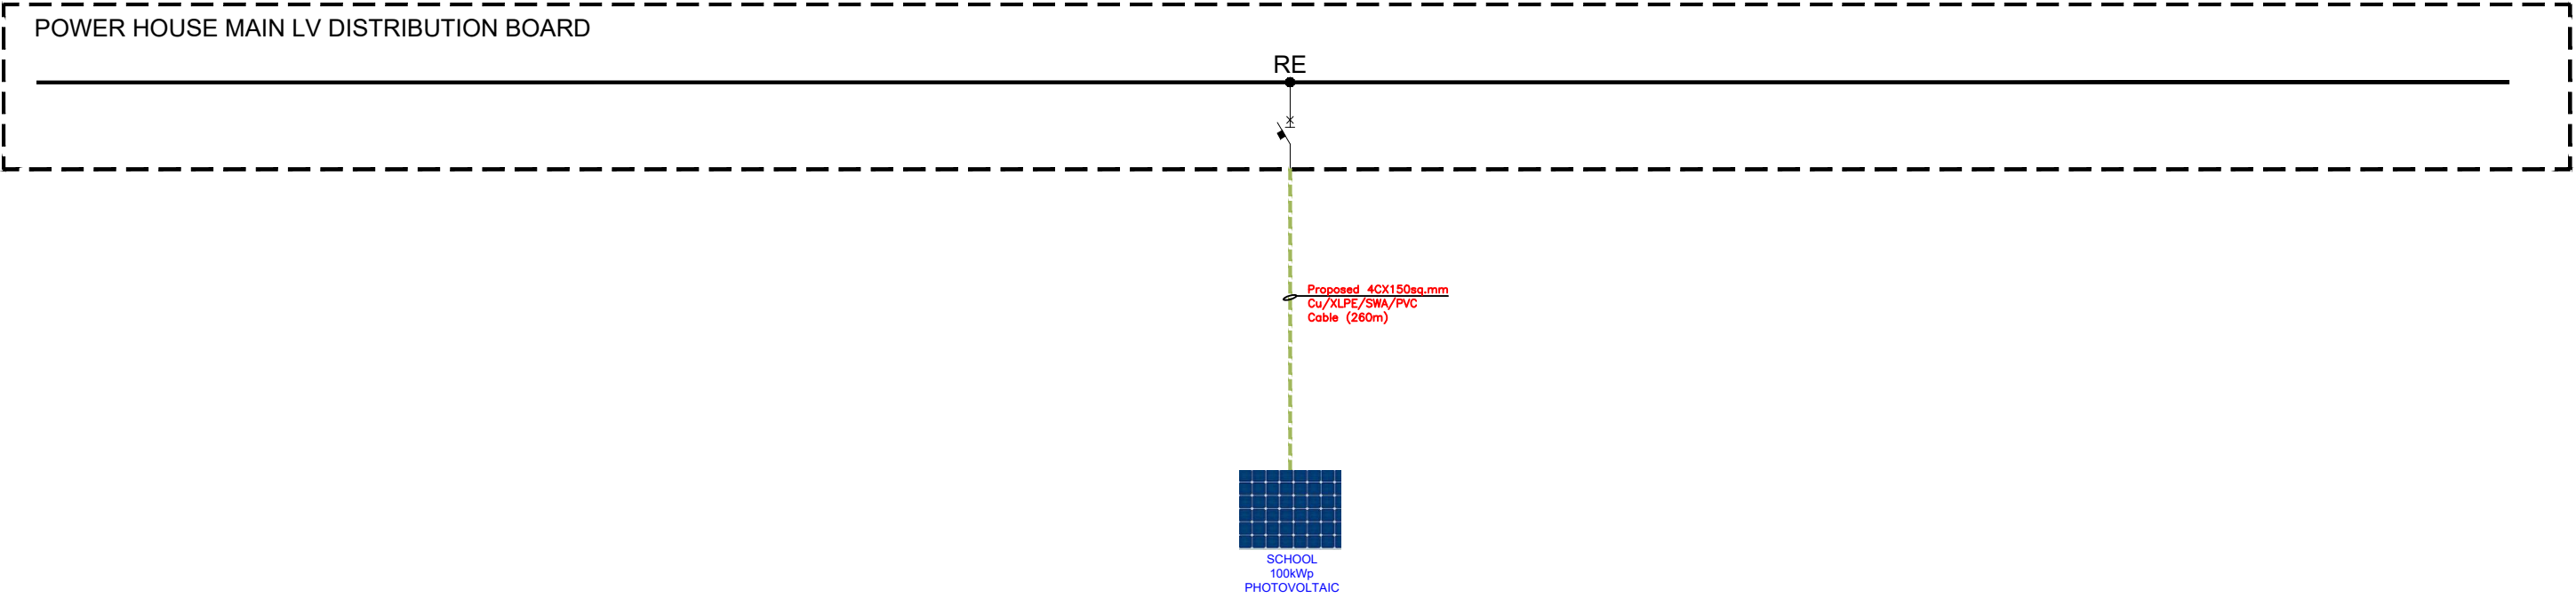 POWER HOUSE MAIN LV DISTRIBUTION BOARD
RE
Proposed 4CX150sq.mm
Cu/XLPE/SWA/PVC
Cable (260m)
SCHOOL
100kWp
PHOTOVOLTAIC